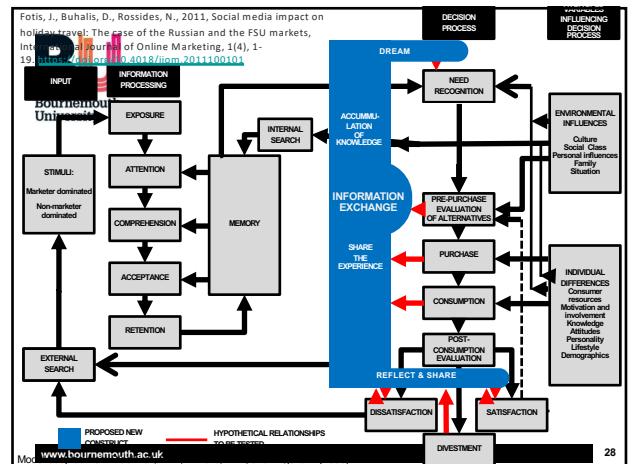 Fotis, J., Buhalis, D., Rossides, N., 2011, Social media impact on
holiday travel: The case of the Russian and the FSU markets,
International Journal of Online Marketing, 1(4), 1-
19. https://doi.org/10.4018/ijom.2011100101
Bournemouth
University
INPUT
INFORMATION
PROCESSING
DECISION
PROCESS
VARIABLES
INFLUENCING
DECISION
PROCESS
DREAM
NEED
RECOGNITION
EXPOSURE
ACCUMMU-
LATION
OF
KNOWLEDGE
INTERNAL
SEARCH
ENVIRONMENTAL
INFLUENCES
Culture
Social Class
Personal influences
Family
Situation
STIMULI:
Marketer dominated
Non-marketer
dominated
ATTENTION
MEMORY
INFORMATION
EXCHANGE
PRE-PURCHASE
EVALUATION
OF ALTERNATIVES
COMPREHENSION
SHARE
THE
EXPERIENCE
PURCHASE
ACCEPTANCE
CONSUMPTION
INDIVIDUAL
DIFFERENCES
Consumer
resources
Motivation and
involvement
Knowledge
Attitudes
Personality
Lifestyle
Demographics
RETENTION
POST-
CONSUMPTION
EVALUATION
EXTERNAL
SEARCH
REFLECT & SHARE
DISSATISFACTION
SATISFACTION
PROPOSED NEW
CONSTRUCT
HYPOTHETICAL RELATIONSHIPS
TO BE TESTED
DIVESTMENT
www.bournemouth.ac.uk
28